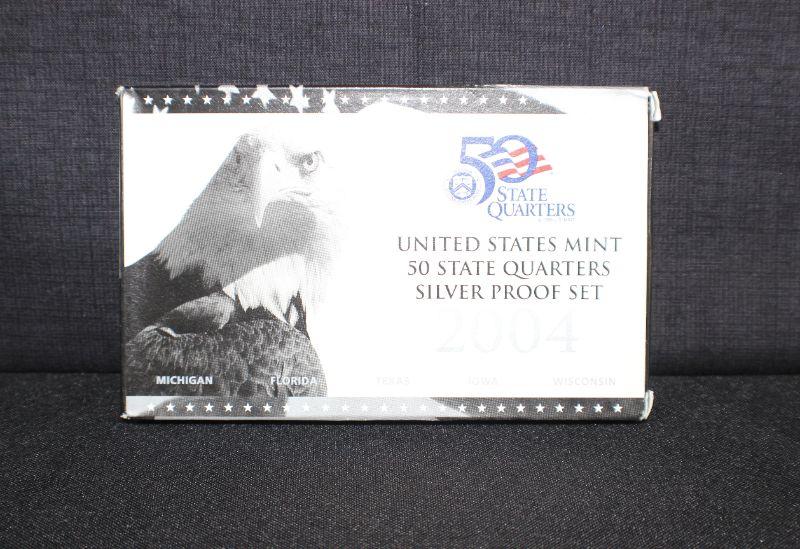 50
STATE
QUARTERS
UNITED STATES MINT
50 STATE QUARTERS
SILVER PROOF SET
2004
MICHIGAN FLORIDA TEXAS IOWA WISCONSIN